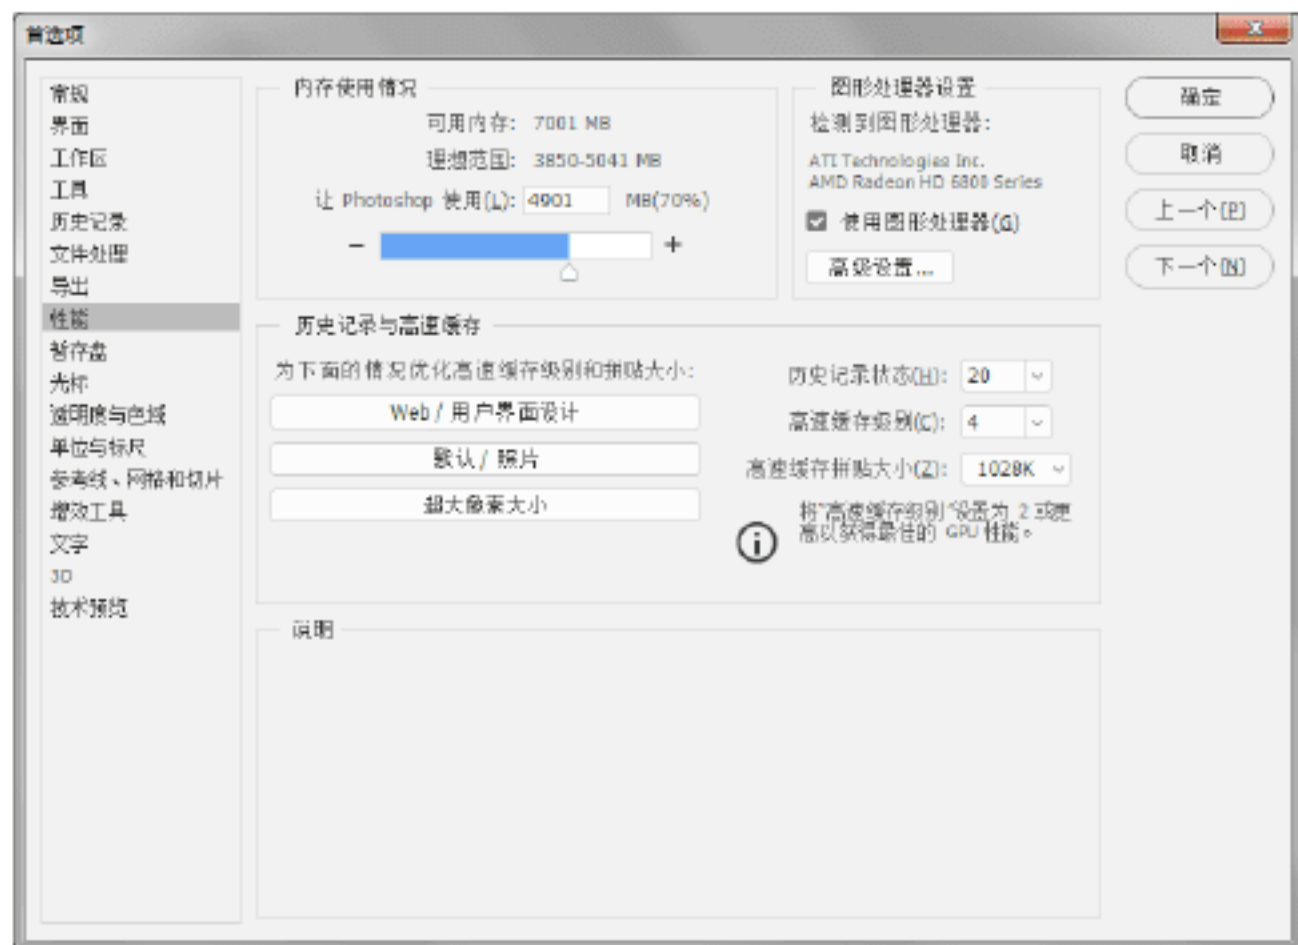 首选项
常规
界面
工作区
工具
历史记录
文件处理
导出
性能
暂存盘
光标
透明度与色域
单位与标尺
参考线、网格和切片
增效工具
文字
3D
技术预览
内存使用情况
可用内存: 7001 MB
理想范围: 3850-5041 MB
让 Photoshop 使用(L): 4901 MB(70%)
- +
图形处理器设置
检测到图形处理器:
ATI Technologies Inc.
AMD Radeon HD 6800 Series
使用图形处理器(G)
高级设置...
历史记录与高速缓存
为下面的情况优化高速缓存级别和拼贴大小:
Web / 用户界面设计
默认 / 照片
超大像素大小
历史记录状态(H): 20
高速缓存级别(C): 4
高速缓存拼贴大小(Z): 1028K
将"高速缓存级别"设置为 2 或更
高以获得最佳的 GPU 性能。
说明
确定
取消
上一个(P)
下一个(N)